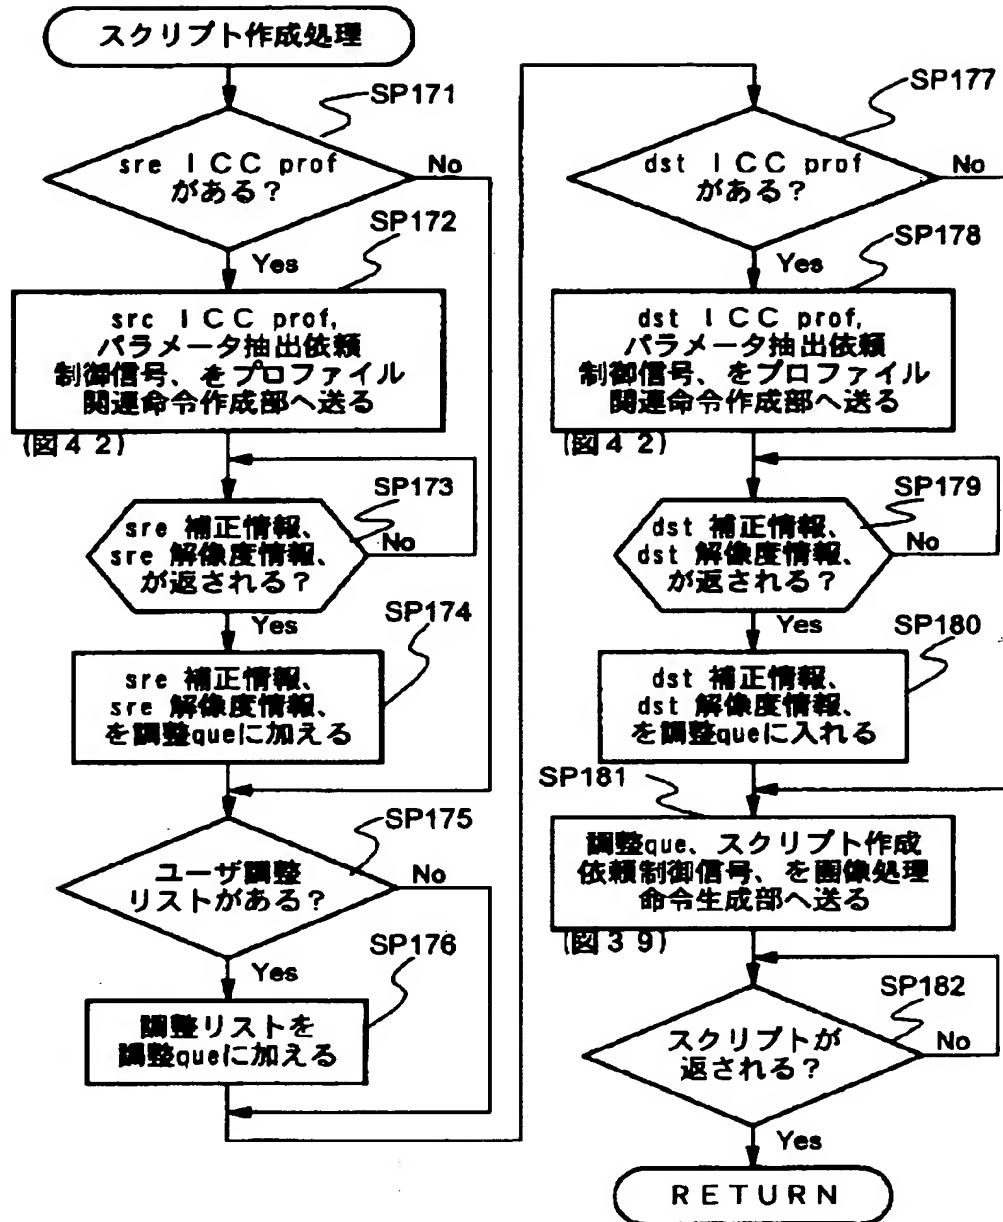 スクリプト作成処理
SP171
sre ICC prof
がある?
No
Yes
SP172
src ICC prof,
パラメータ抽出依頼
制御信号、をプロファイル
関連命令作成部へ送る
(図42)
SP173
sre 補正情報、
sre 解像度情報、
が返される?
No
Yes
SP174
sre 補正情報、
sre 解像度情報、
を調整queに加える
SP175
ユーザ調整
リストがある?
No
Yes
SP176
調整リストを
調整queに加える
SP177
dst ICC prof
がある?
No
Yes
SP178
dst ICC prof,
パラメータ抽出依頼
制御信号、をプロファイル
関連命令作成部へ送る
(図42)
SP179
dst 補正情報、
dst 解像度情報、
が返される?
No
Yes
SP180
dst 補正情報、
dst 解像度情報、
を調整queに入れる
SP181
調整que、スクリプト作成
依頼制御信号、を画像処理
命令生成部へ送る
(図39)
SP182
スクリプトが
返される?
No
Yes
RETURN